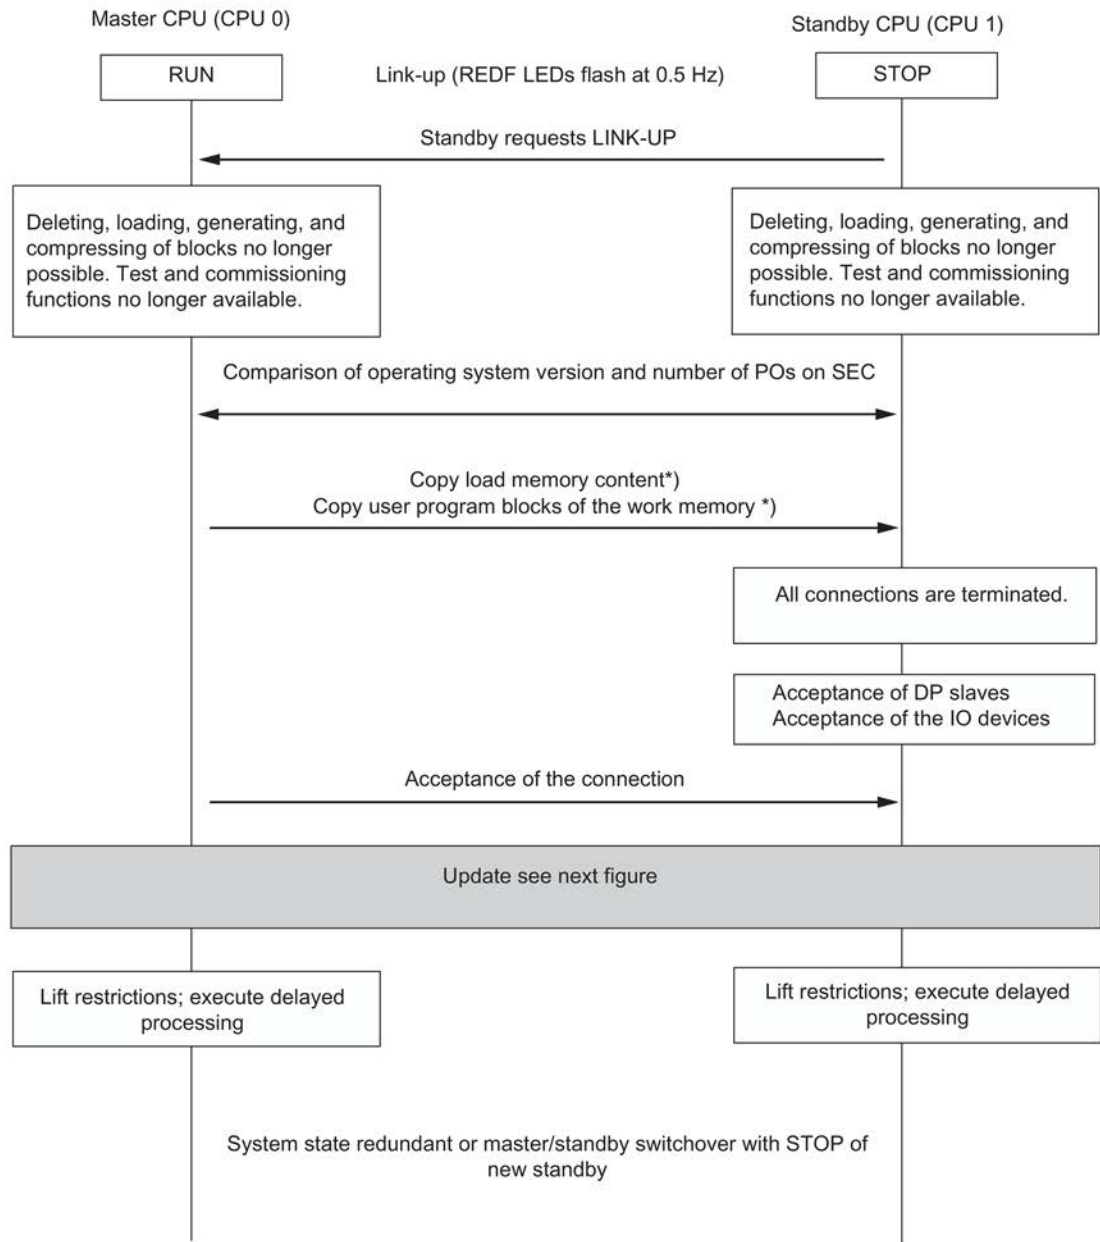 Master CPU (CPU 0)
Standby CPU (CPU 1)
RUN
Link-up (REDF LEDs flash at 0.5 Hz)
STOP
Standby requests LINK-UP
Deleting, loading, generating, and
compressing of blocks no longer
possible. Test and commissioning
functions no longer available.
Deleting, loading, generating, and
compressing of blocks no longer
possible. Test and commissioning
functions no longer available.
Comparison of operating system version and number of POs on SEC
Copy load memory content*)
Copy user program blocks of the work memory *)
All connections are terminated.
Acceptance of DP slaves
Acceptance of the IO devices
Acceptance of the connection
Update see next figure
Lift restrictions; execute delayed
processing
Lift restrictions; execute delayed
processing
System state redundant or master/standby switchover with STOP of
new standby